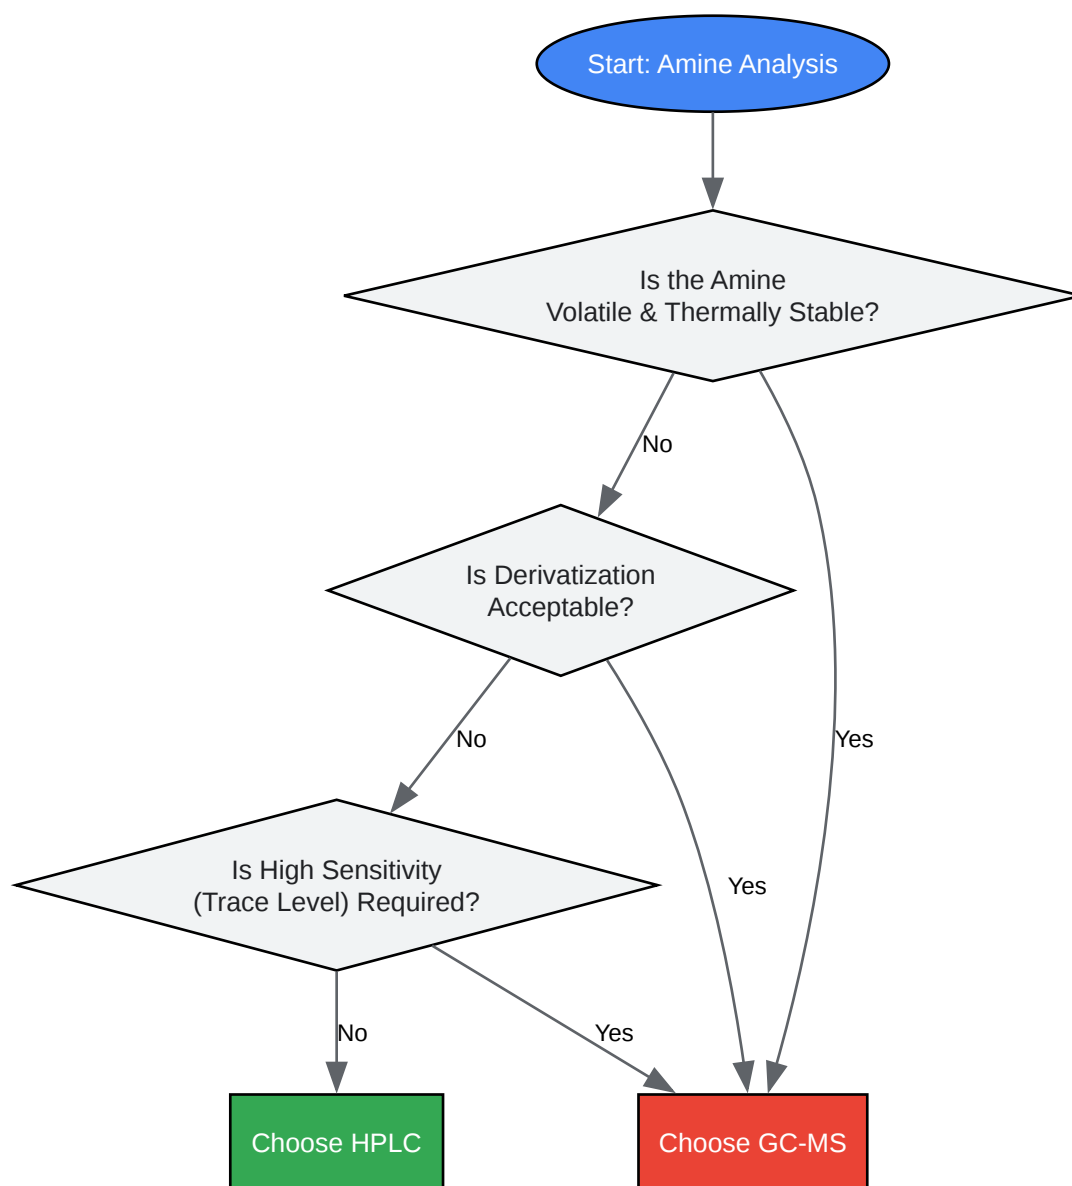 Start: Amine Analysis
Is the Amine
Volatile & Thermally Stable?
No
Is Derivatization
Acceptable?
No
Yes
Is High Sensitivity
(Trace Level) Required?
Yes
No
Yes
Choose HPLC
Choose GC-MS